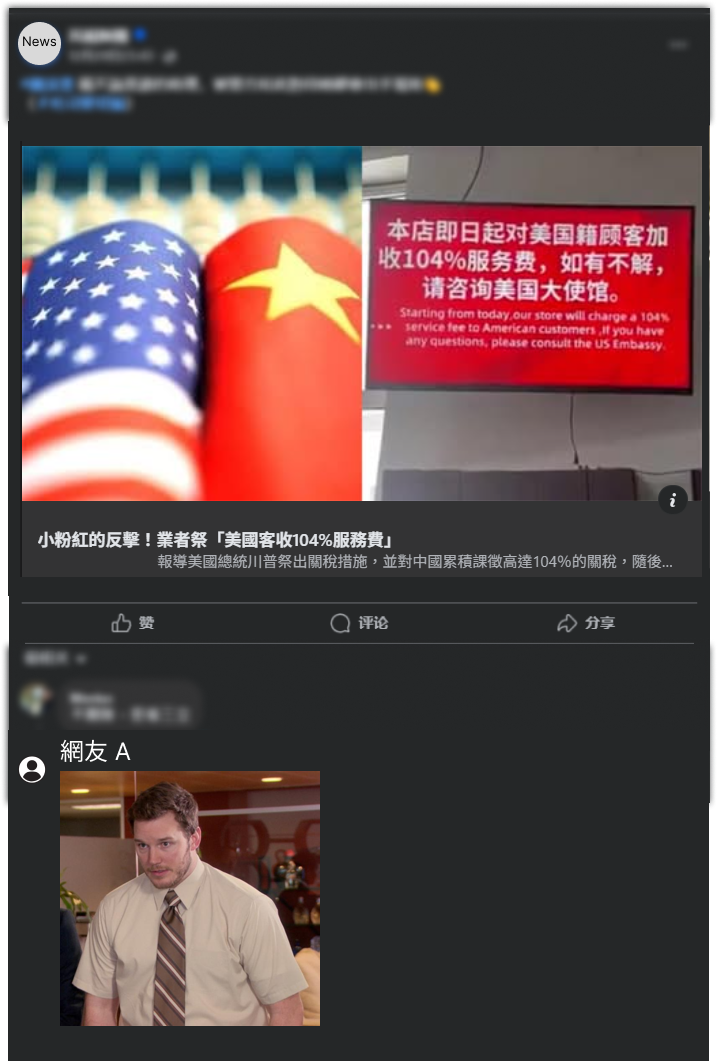 News
本店即日起对美国籍顾客加
收104%服务费，如有不解，
请咨询美国大使馆。
Starting from today,our store will charge a 104%
service fee to American customers ,If you have
any questions, please consult the US Embassy.
小粉紅的反擊！業者祭「美國客收104%服務費」
報導美國總統川普祭出關稅措施，並對中國累積課徵高達104%的關稅，隨後...
赞
评论
分享
網友 A